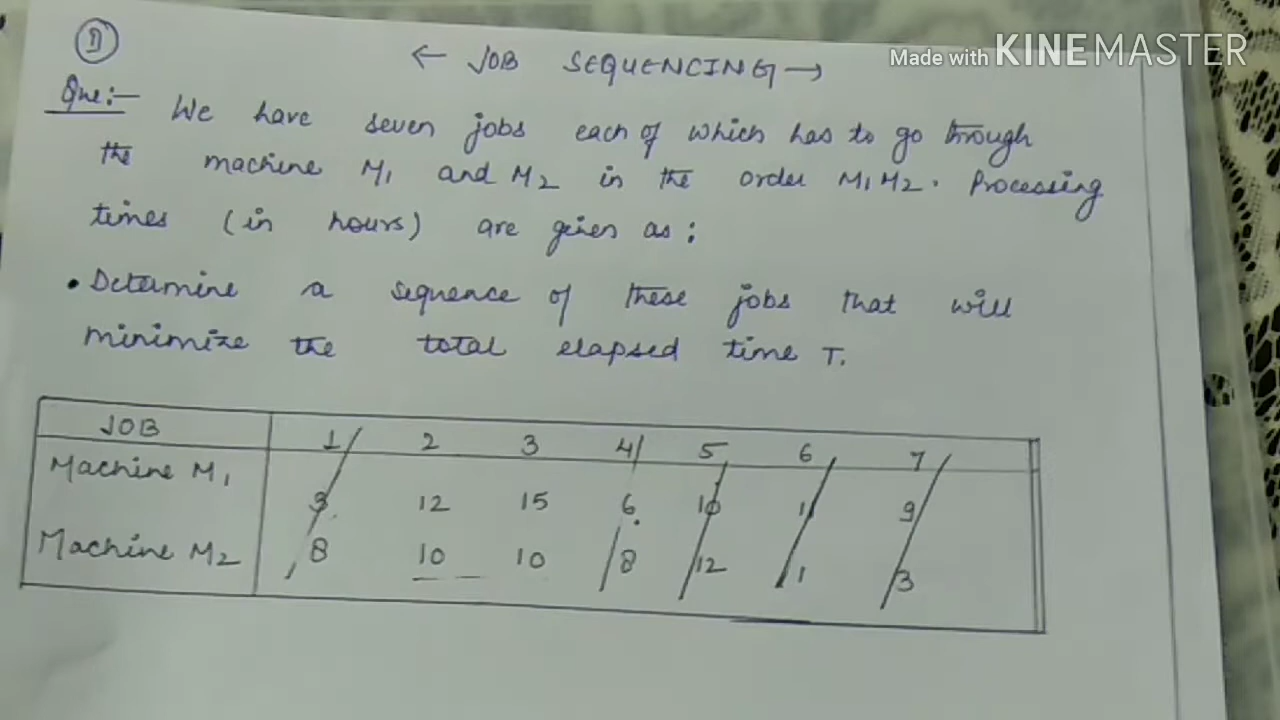 ①
← JOB SEQUENCING →
Made with KINEMASTER
Que:- We have seven jobs each of which has to go through
the machine M1 and M2 in the order M1 M2. Processing
times (in hours) are given as:
• Determine a sequence of these jobs that will
minimize the total elapsed time T.
JOB 1 2 3 4 5 6 7
Machine M1 3 12 15 6 10 11 9
Machine M2 8 10 10 8 12 1 3